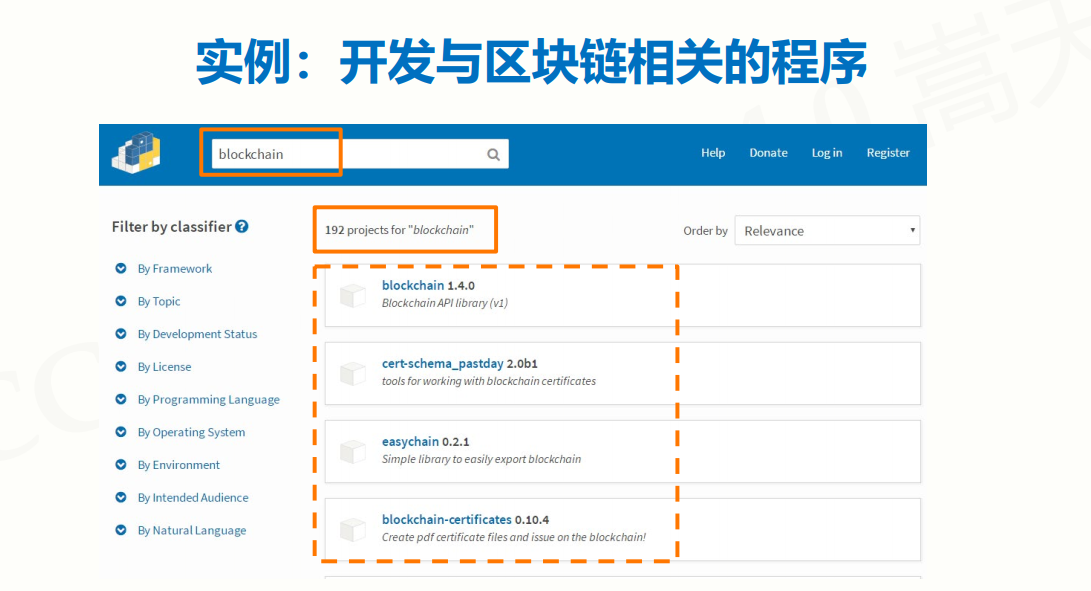 实例：开发与区块链相关的程序
blockchain
Help Donate Log in Register
Filter by classifier
192 projects for "blockchain"
Order by Relevance
By Framework
By Topic
By Development Status
By License
By Programming Language
By Operating System
By Environment
By Intended Audience
By Natural Language
blockchain 1.4.0
Blockchain API library (v1)
cert-schema_pastday 2.0b1
tools for working with blockchain certificates
easychain 0.2.1
Simple library to easily export blockchain
blockchain-certificates 0.10.4
Create pdf certificate files and issue on the blockchain!